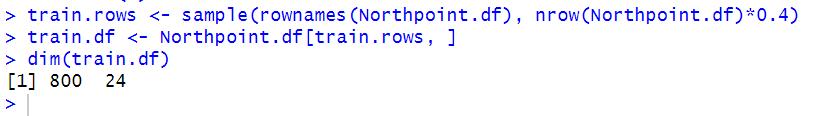 > train.rows <- sample(rownames(Northpoint.df), nrow(Northpoint.df)*0.4)
> train.df <- Northpoint.df[train.rows, ]
> dim(train.df)
[1] 800  24
>